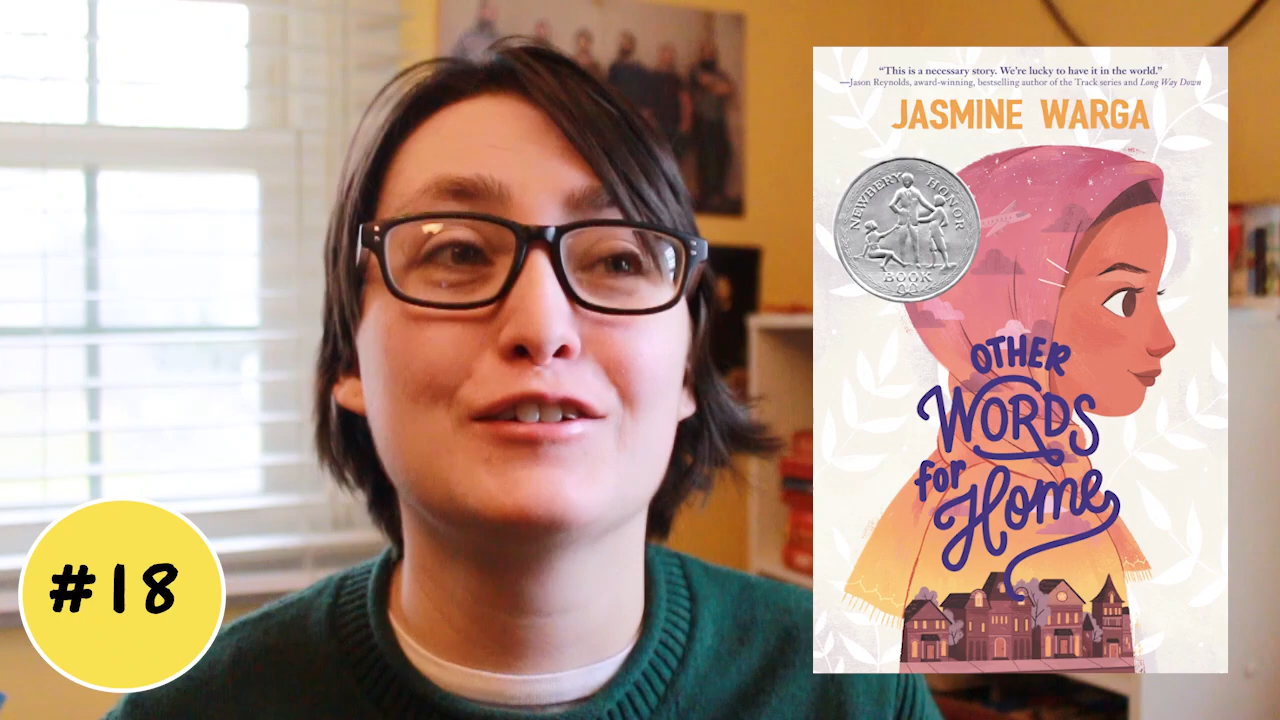 “This is a necessary story. We’re lucky to have it in the world.”
—Jason Reynolds, award-winning, bestselling author of the Track series and Long Way Down
JASMINE WARGA
NEWBERY HONOR
BOOK
OTHER
WORDS
for
Home
#18